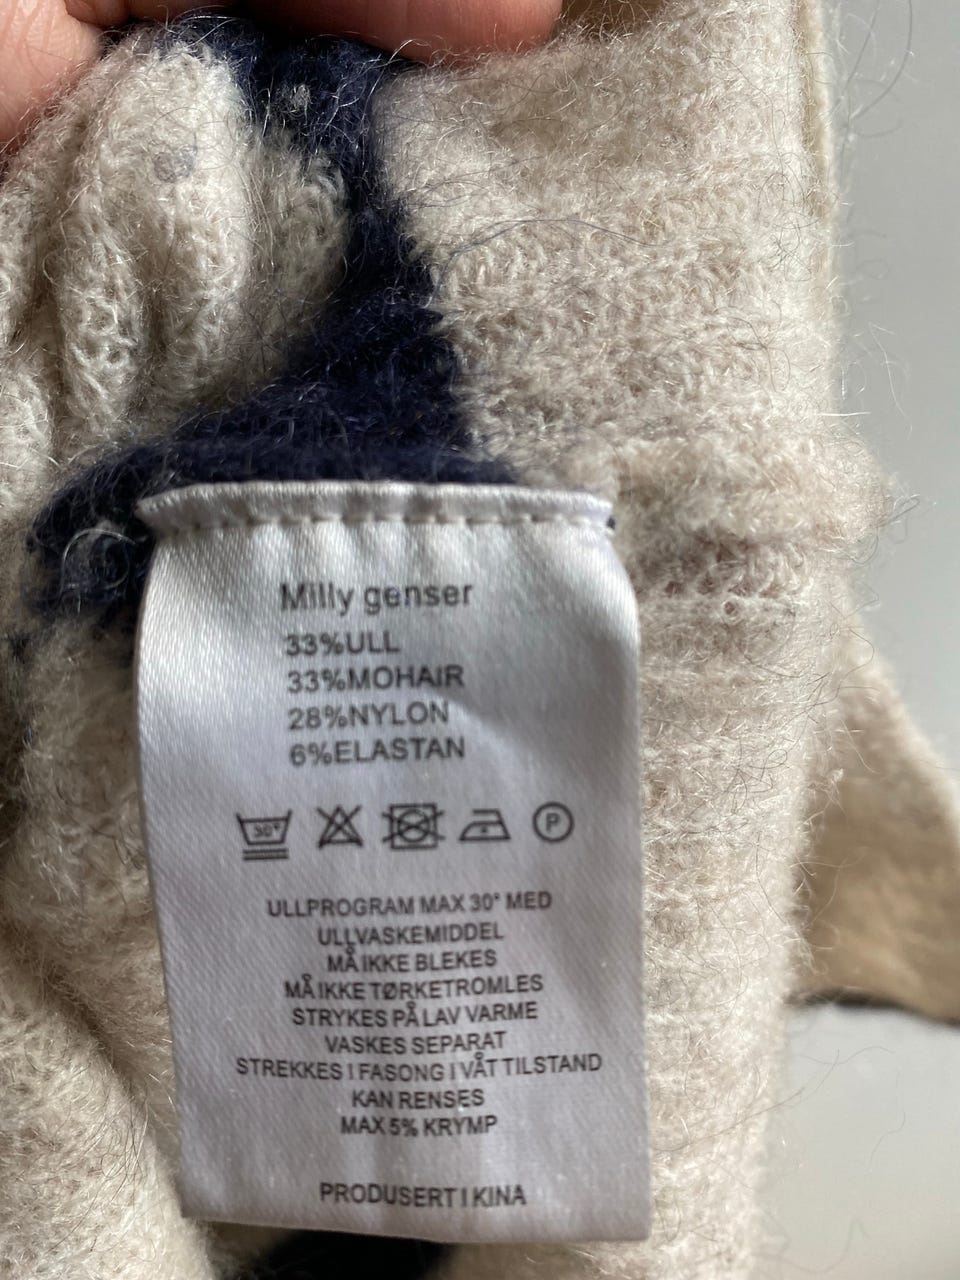 Milly genser
33%ULL
33%MOHAIR
28%NYLON
6%ELASTAN
30° P
ULLPROGRAM MAX 30° MED
ULLVASKEMIDDEL
MÅ IKKE BLEKES
MÅ IKKE TØRKETROMLES
STRYKES PÅ LAV VARME
VASKES SEPARAT
STREKKES I FASONG I VÅT TILSTAND
KAN RENSES
MAX 5% KRYMP
PRODUSERT I KINA